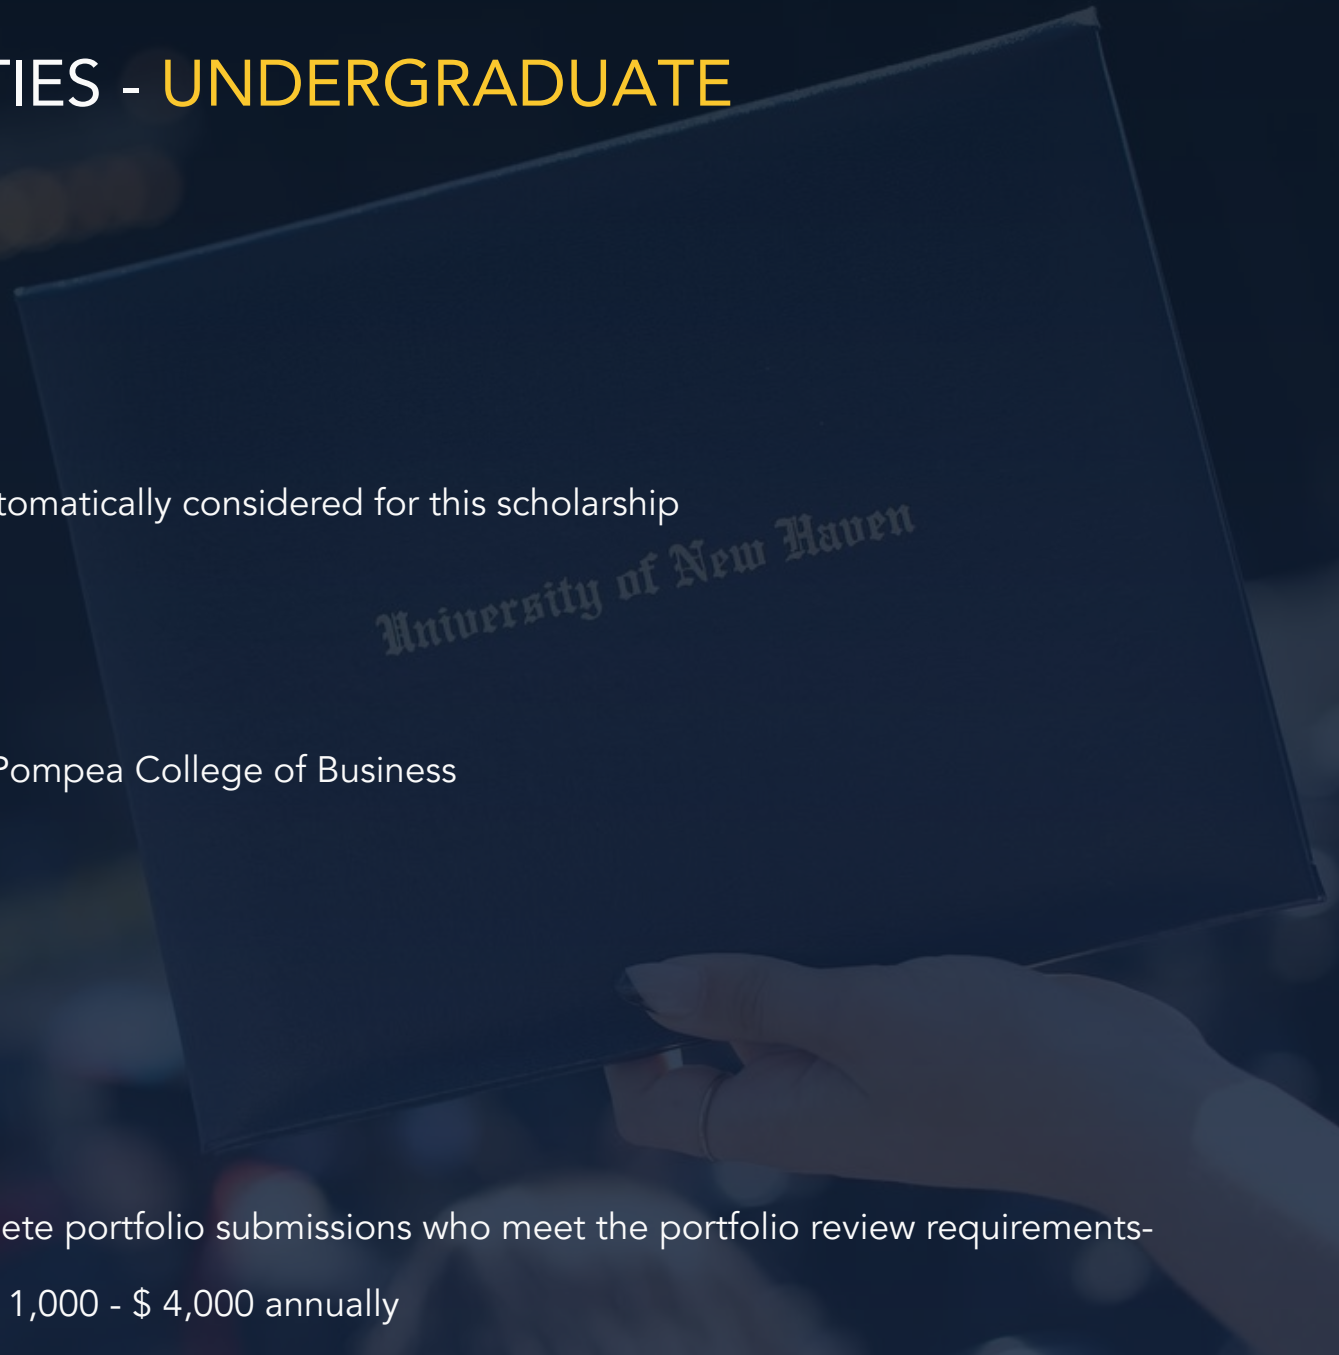 TIES - UNDERGRADUATE
tomatically considered for this scholarship
University of New Haven
Pompea College of Business
ete portfolio submissions who meet the portfolio review requirements-
1,000 - $ 4,000 annually